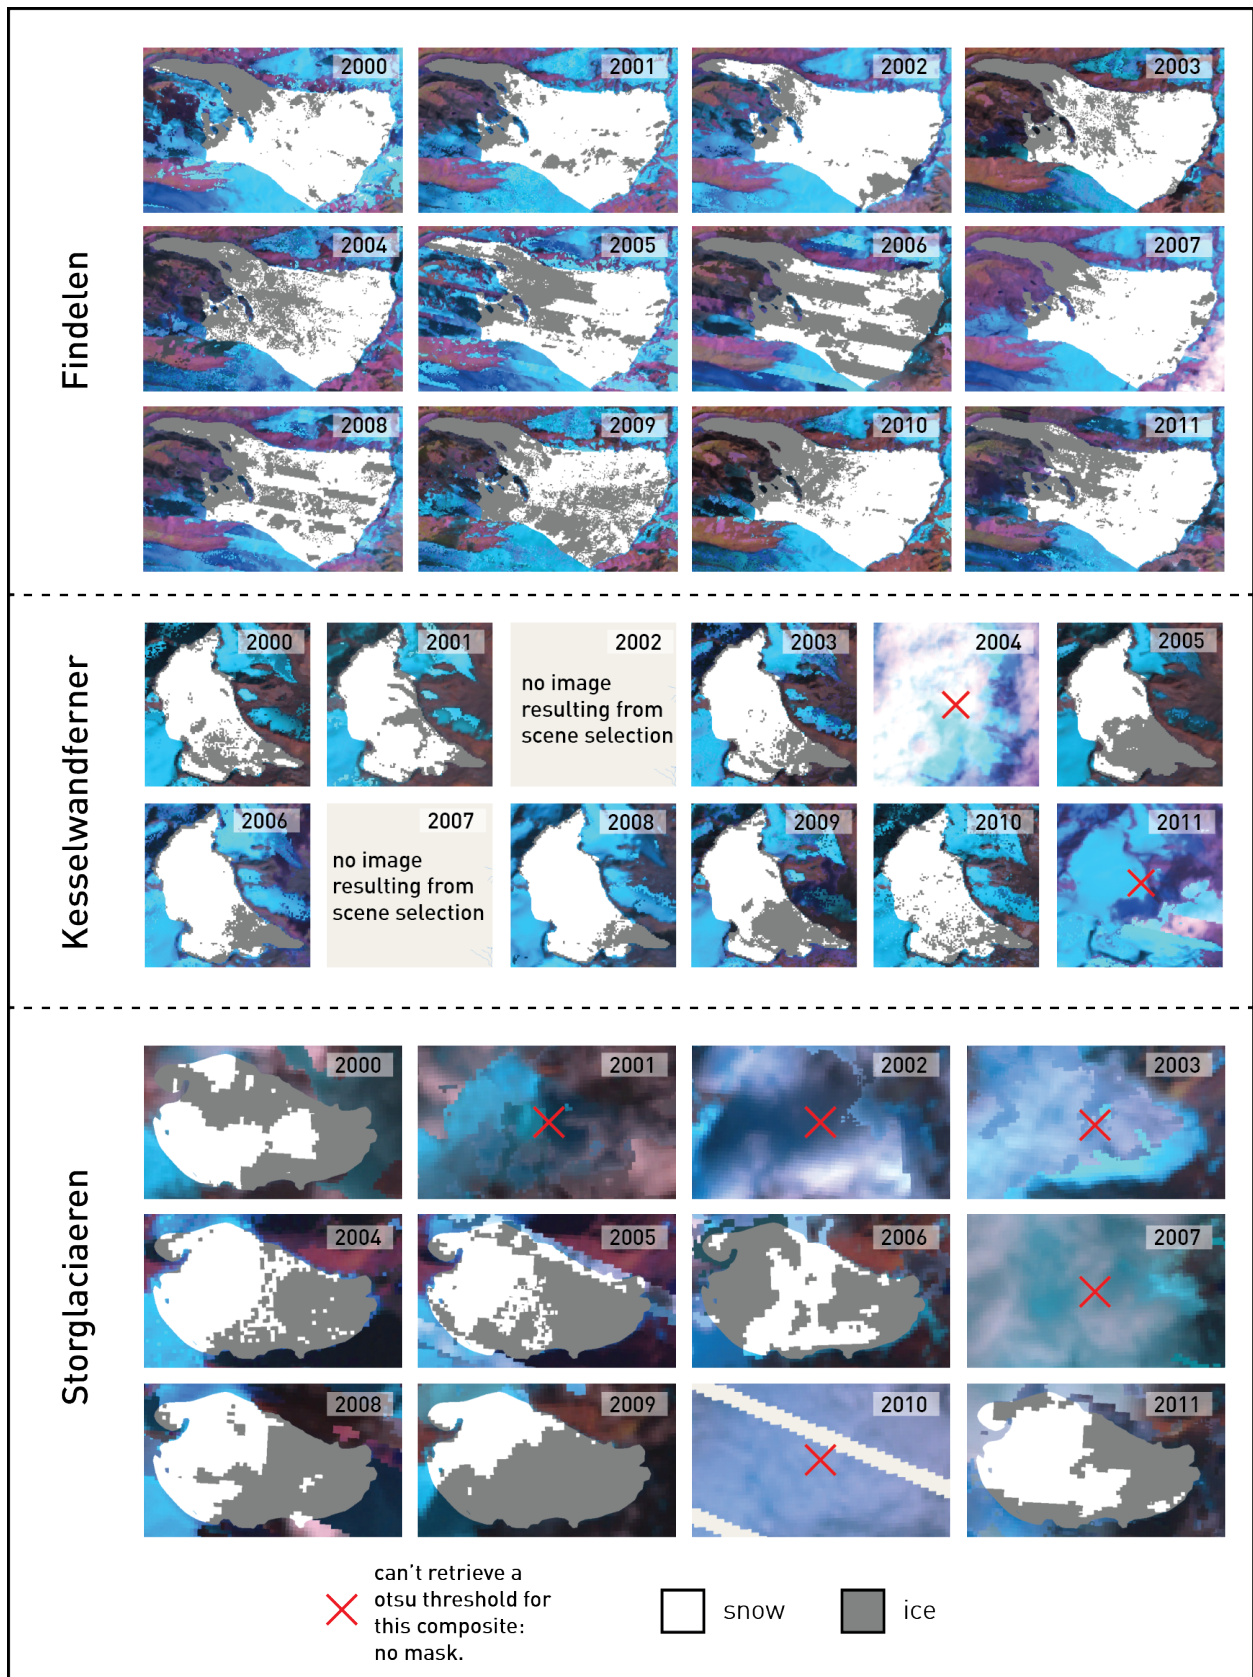 Findelen
2000
2001
2002
2003
2004
2005
2006
2007
2008
2009
2010
2011
Kesselwandferner
2000
2001
2002
no image
resulting from
scene selection
2003
2004
2005
2006
2007
no image
resulting from
scene selection
2008
2009
2010
2011
Storglaciaeren
2000
2001
2002
2003
2004
2005
2006
2007
2008
2009
2010
2011
can't retrieve a
otsu threshold for
this composite:
no mask.
snow
ice